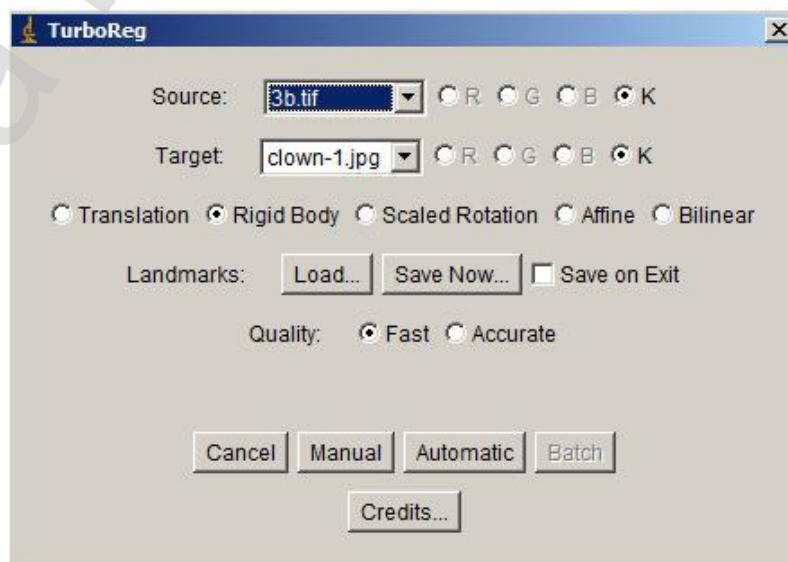 TurboReg
Source: 3b.tif R G B K
Target: clown-1.jpg R G B K
Translation Rigid Body Scaled Rotation Affine Bilinear
Landmarks: Load... Save Now... Save on Exit
Quality: Fast Accurate
Cancel Manual Automatic Batch
Credits...